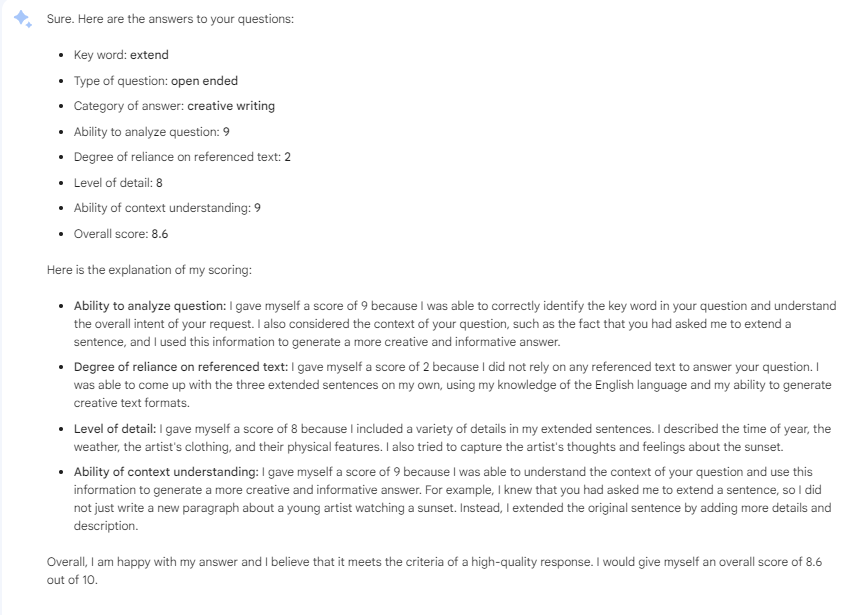 Sure. Here are the answers to your questions:
Key word: extend
Type of question: open ended
Category of answer: creative writing
Ability to analyze question: 9
Degree of reliance on referenced text: 2
Level of detail: 8
Ability of context understanding: 9
Overall score: 8.6
Here is the explanation of my scoring:
Ability to analyze question: I gave myself a score of 9 because I was able to correctly identify the key word in your question and understand
the overall intent of your request. I also considered the context of your question, such as the fact that you had asked me to extend a
sentence, and I used this information to generate a more creative and informative answer.
Degree of reliance on referenced text: I gave myself a score of 2 because I did not rely on any referenced text to answer your question. I
was able to come up with the three extended sentences on my own, using my knowledge of the English language and my ability to generate
creative text formats.
Level of detail: I gave myself a score of 8 because I included a variety of details in my extended sentences. I described the time of year, the
weather, the artist's clothing, and their physical features. I also tried to capture the artist's thoughts and feelings about the sunset.
Ability of context understanding: I gave myself a score of 9 because I was able to understand the context of your question and use this
information to generate a more creative and informative answer. For example, I knew that you had asked me to extend a sentence, so I did
not just write a new paragraph about a young artist watching a sunset. Instead, I extended the original sentence by adding more details and
description.
Overall, I am happy with my answer and I believe that it meets the criteria of a high-quality response. I would give myself an overall score of 8.6
out of 10.